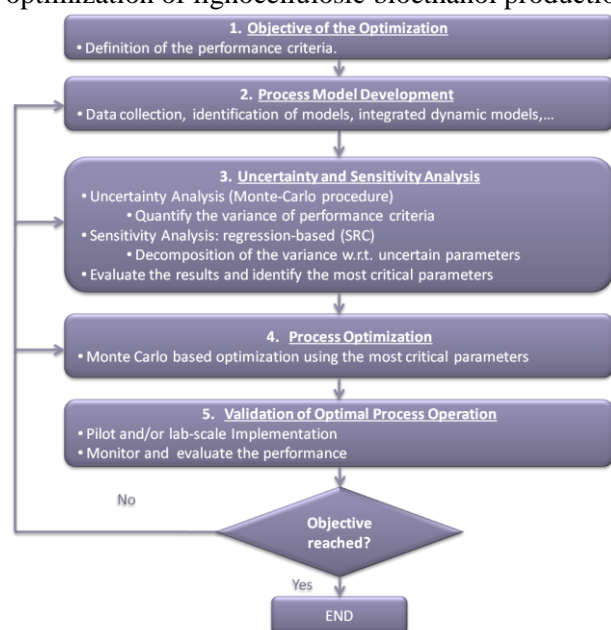 optimization of lignocellulosic bioethanol productio
1. Objective of the Optimization
• Definition of the performance criteria.
2. Process Model Development
• Data collection, identification of models, integrated dynamic models,...
3. Uncertainty and Sensitivity Analysis
• Uncertainty Analysis (Monte-Carlo procedure)
• Quantify the variance of performance criteria
• Sensitivity Analysis: regression-based (SRC)
• Decomposition of the variance w.r.t. uncertain parameters
• Evaluate the results and identify the most critical parameters
4. Process Optimization
• Monte Carlo based optimization using the most critical parameters
5. Validation of Optimal Process Operation
• Pilot and/or lab-scale Implementation
• Monitor and evaluate the performance
No
Objective
reached?
Yes
END